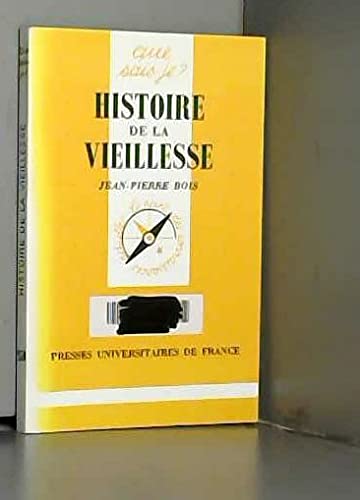 que
sais-je?
HISTOIRE
DE LA
VIEILLESSE
JEAN-PIERRE BOIS
PRESSES UNIVERSITAIRES DE FRANCE
HISTOIRE DE LA VIEILLESSE